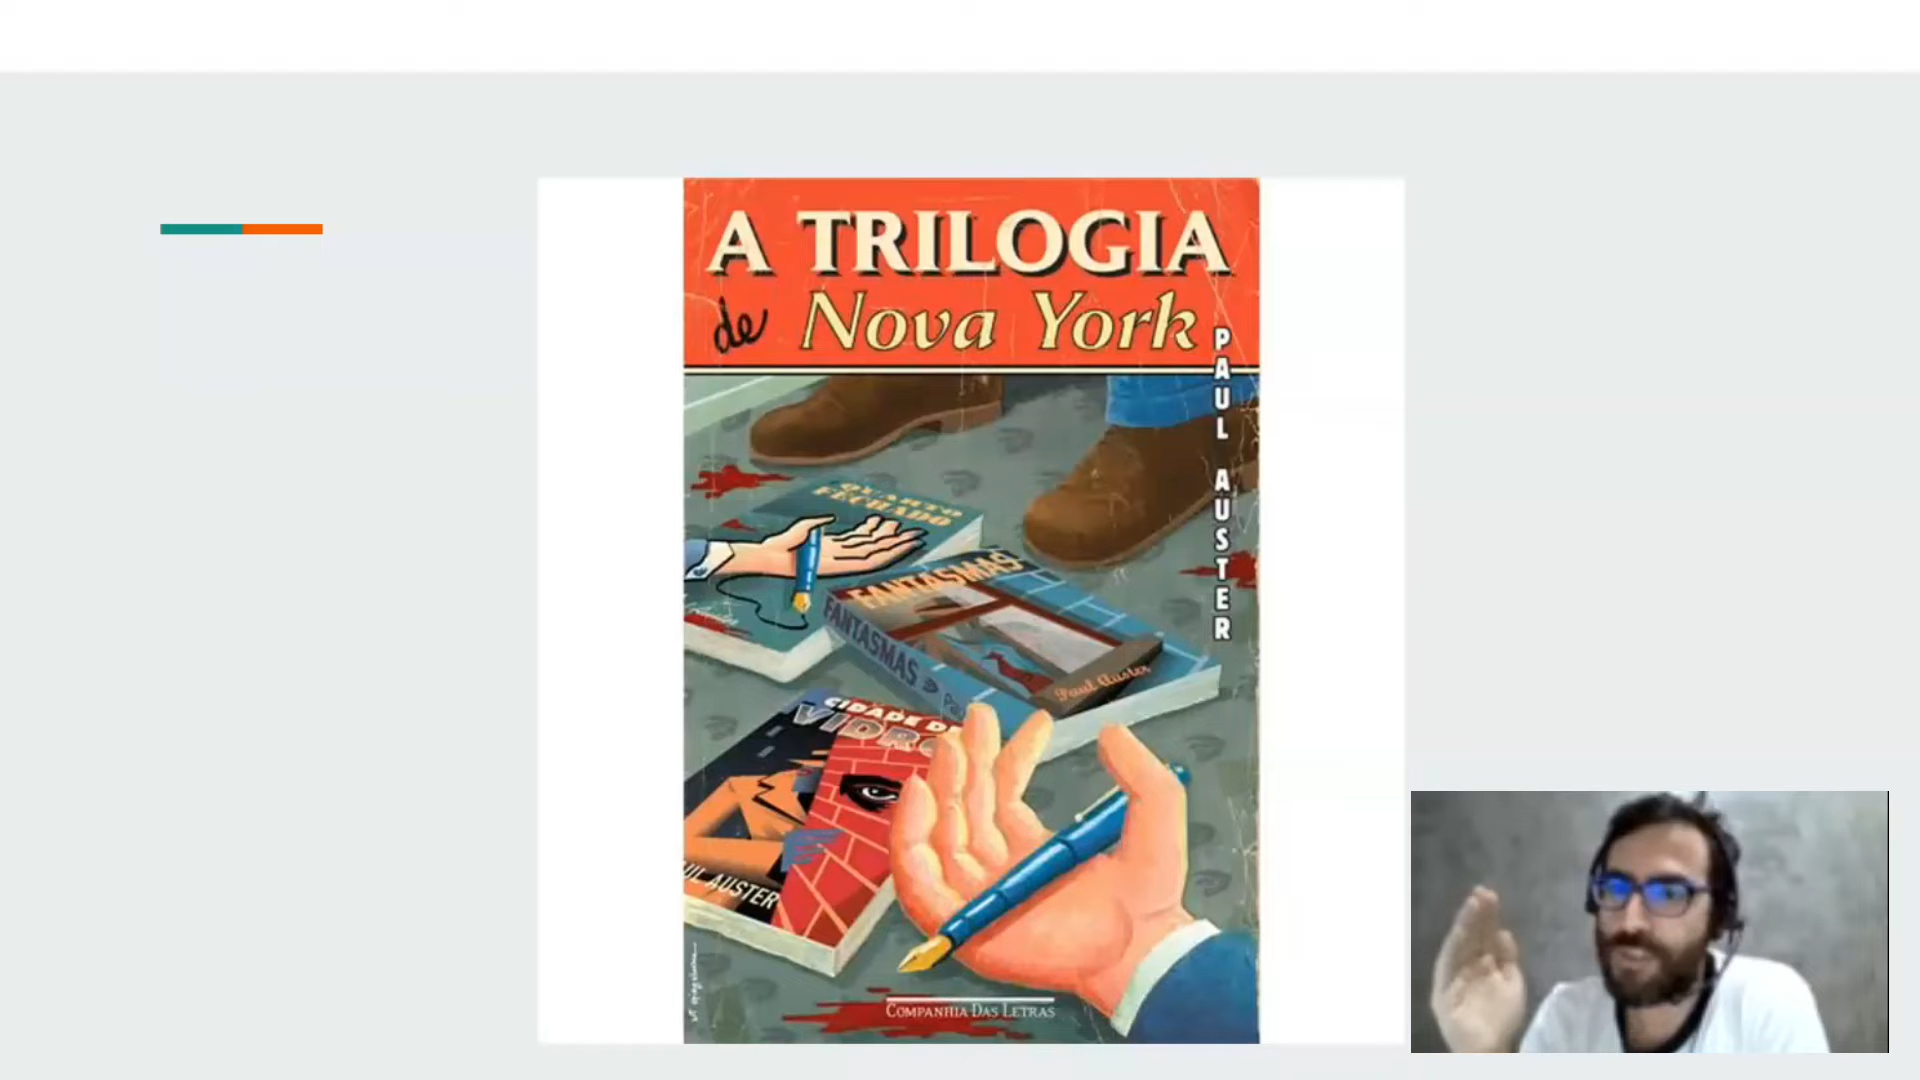 A TRILOGIA
de Nova York
PAUL AUSTER
QUARTO
FECHADO
FANTASMAS
FANTASMAS
Paul Auster
CIDADE DE
VIDRO
AUSTER
COMPANHIA DAS LETRAS